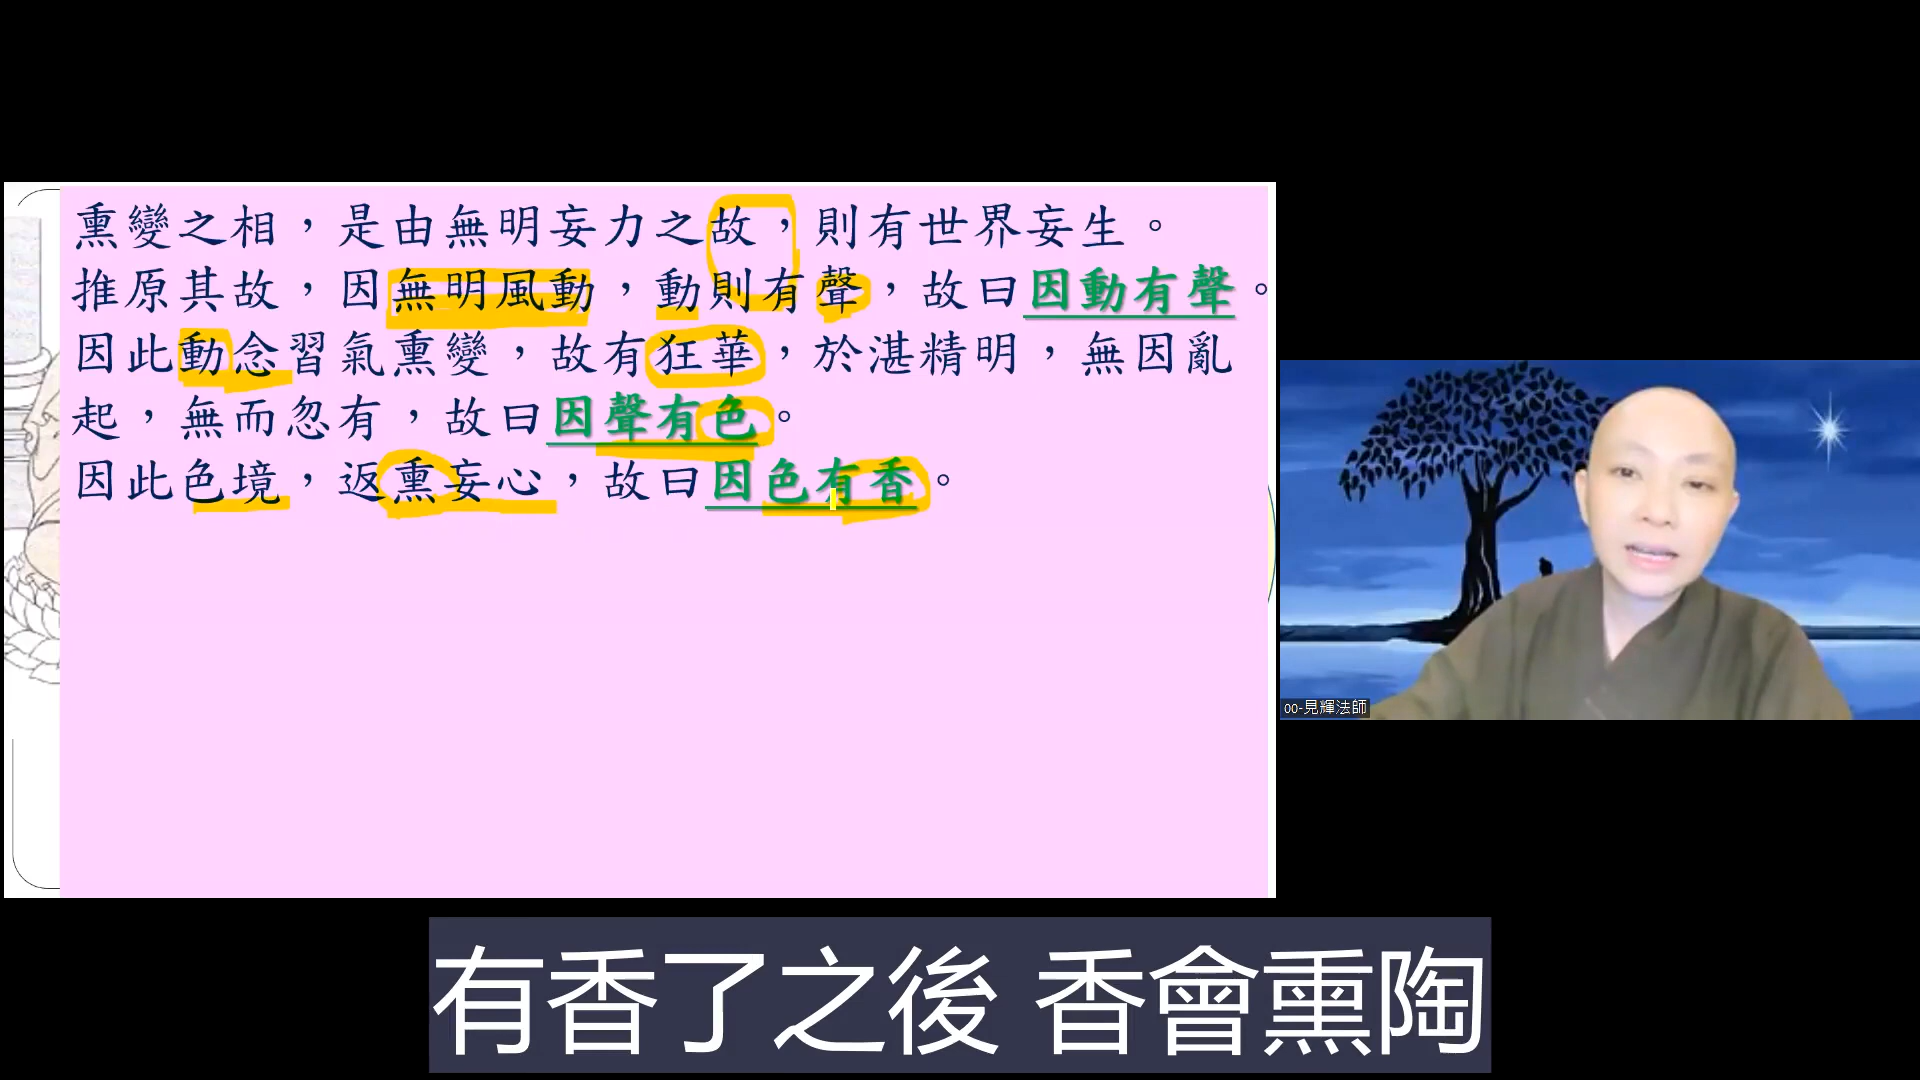 熏變之相，是由無明妄力之故，則有世界妄生。
推原其故，因無明風動，動則有聲，故曰因動有聲。
因此動念習氣熏變，故有狂華，於湛精明，無因亂
起，無而忽有，故曰因聲有色。
因此色境，返熏妄心，故曰因色有香。
oo-見輝法師
有香了之後 香會熏陶